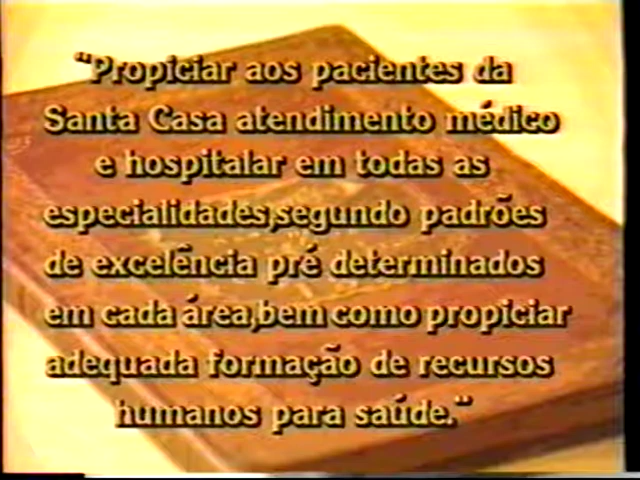 "Propiciar aos pacientes da
Santa Casa atendimento médico
e hospitalar em todas as
especialidades,segundo padrões
de excelência pré determinados
em cada área,bem como propiciar
adequada formação de recursos
humanos para saúde."